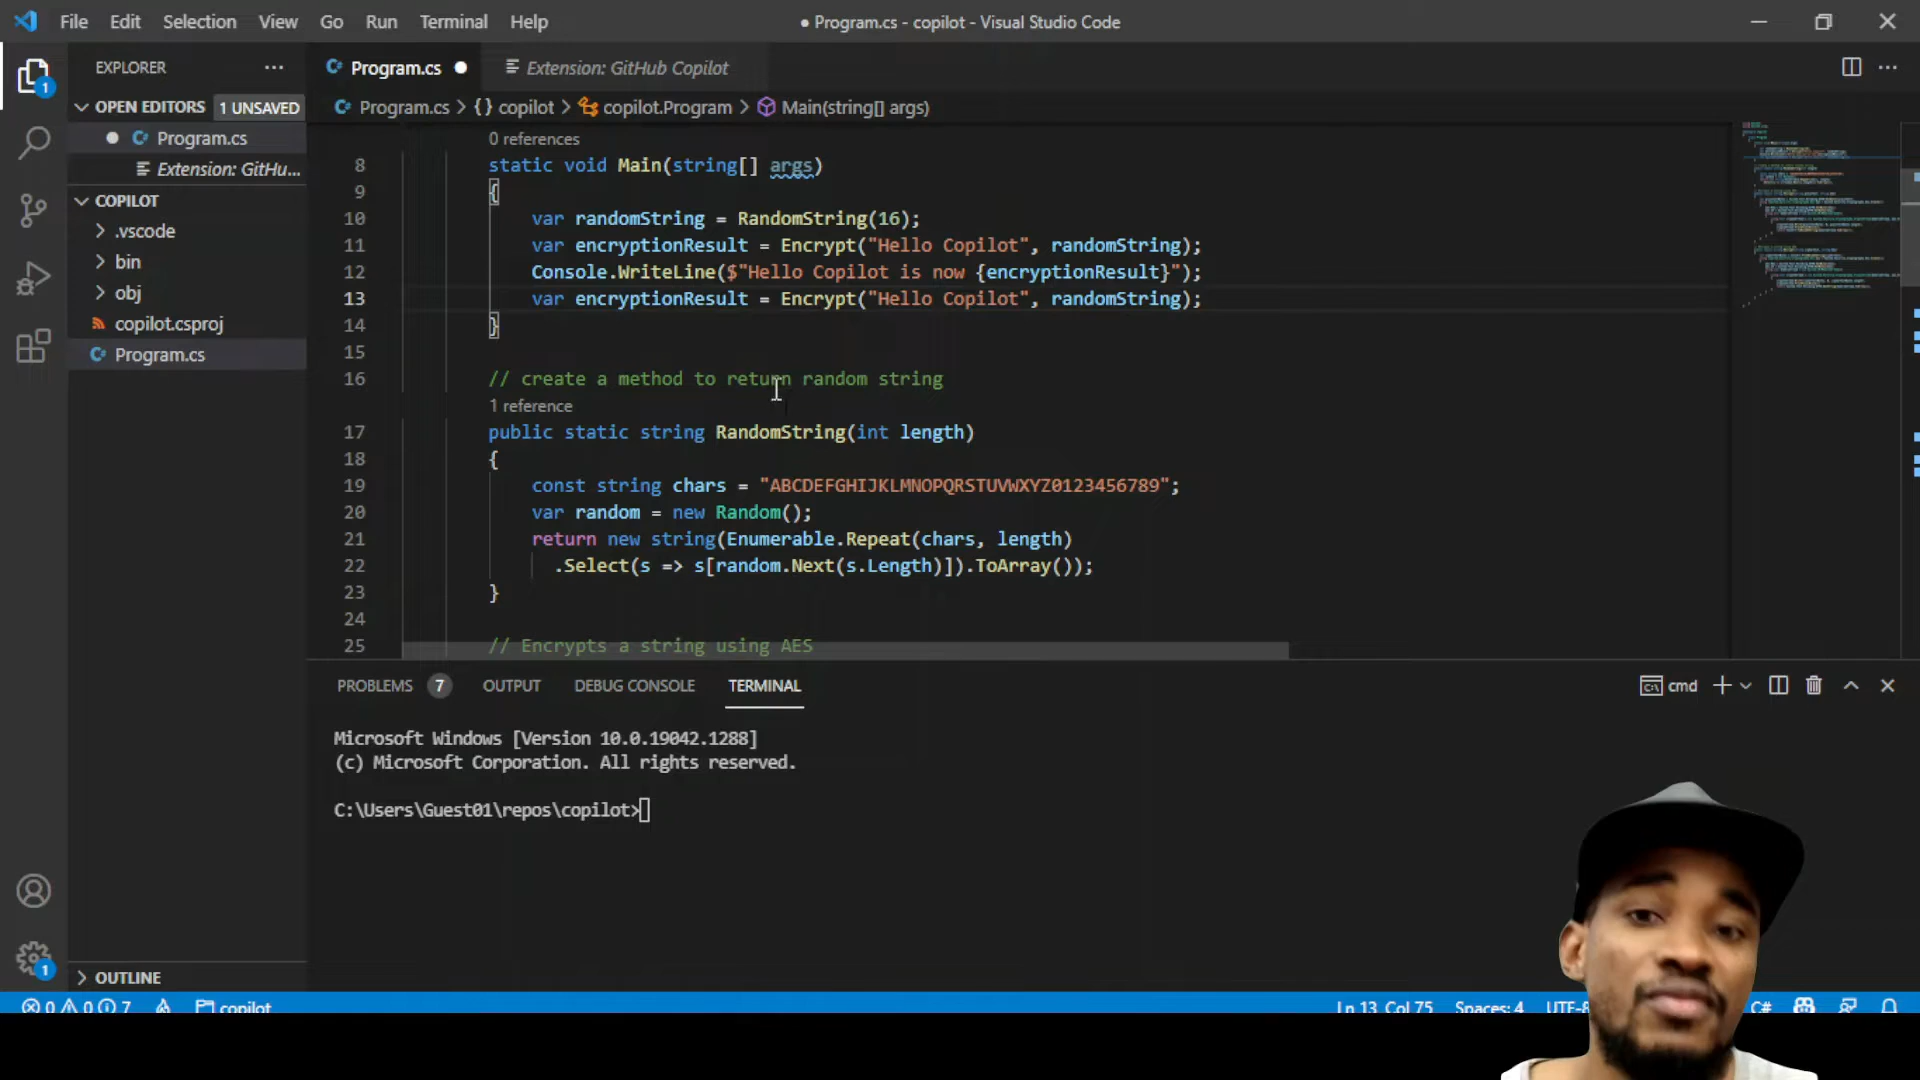 File Edit Selection View Go Run Terminal Help
● Program.cs - copilot - Visual Studio Code
EXPLORER
OPEN EDITORS 1 UNSAVED
Program.cs
Extension: GitHu...
COPILOT
.vscode
bin
obj
copilot.csproj
Program.cs
OUTLINE
1
1
Program.cs
Extension: GitHub Copilot
Program.cs > {} copilot > copilot.Program > Main(string[] args)
0 references
8 static void Main(string[] args)
9 {
10 var randomString = RandomString(16);
11 var encryptionResult = Encrypt("Hello Copilot", randomString);
12 Console.WriteLine($"Hello Copilot is now {encryptionResult}");
13 var encryptionResult = Encrypt("Hello Copilot", randomString);
14 }
15
16 // create a method to return random string
1 reference
17 public static string RandomString(int length)
18 {
19 const string chars = "ABCDEFGHIJKLMNOPQRSTUVWXYZ0123456789";
20 var random = new Random();
21 return new string(Enumerable.Repeat(chars, length)
22 .Select(s => s[random.Next(s.Length)]).ToArray());
23 }
24
25 // Encrypts a string using AES
PROBLEMS 7 OUTPUT DEBUG CONSOLE TERMINAL
cmd
Microsoft Windows [Version 10.0.19042.1288]
(c) Microsoft Corporation. All rights reserved.
C:\Users\Guest01\repos\copilot>
0 0 7 copilot
Ln 13, Col 75 Spaces: 4 UTF-8 C#